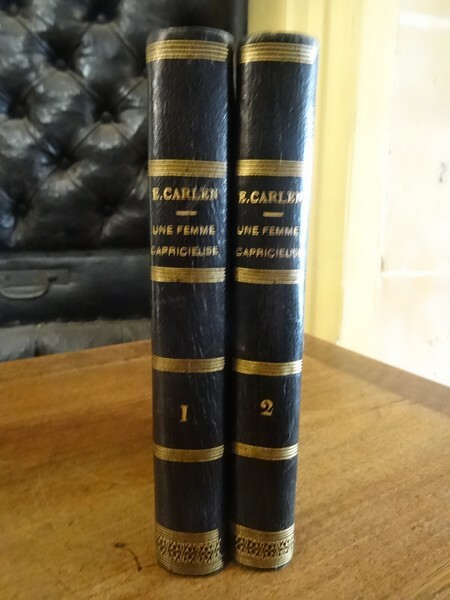 E. CARLEN
UNE FEMME
CAPRICIEUSE
1
E. CARLEN
UNE FEMME
CAPRICIEUSE
2